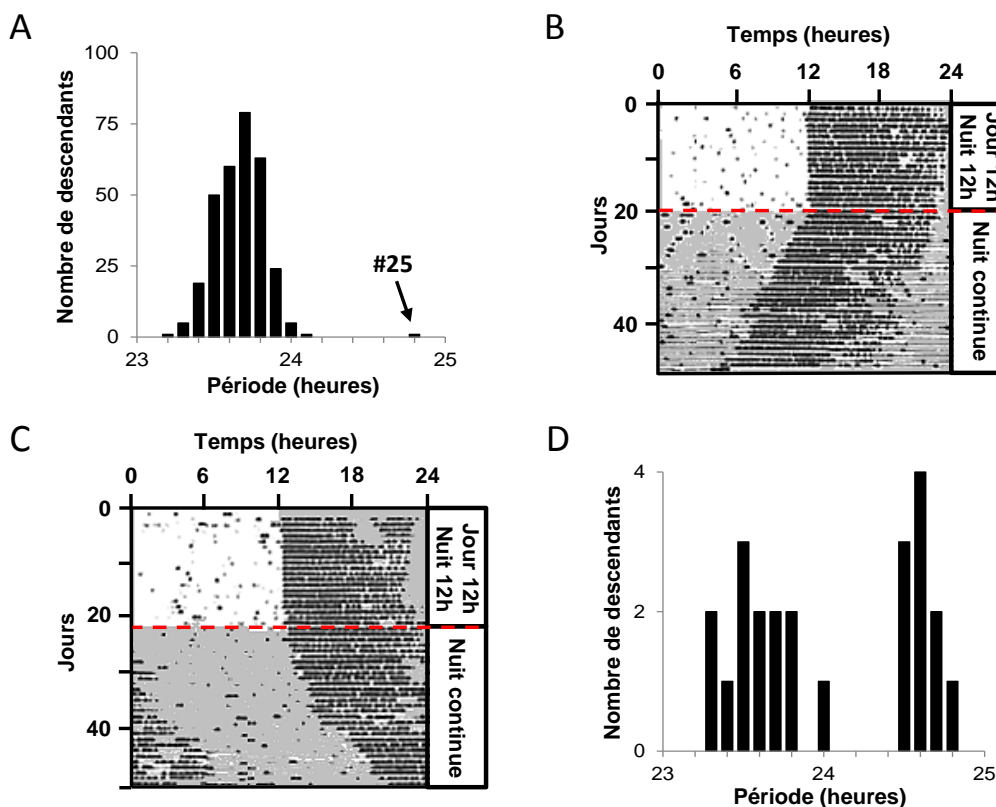 A
100
75
50
25
0
23
24
25
Nombre de descendants
Période (heures)
#25
B
Temps (heures)
0 6 12 18 24
0
20
40
Jours
Jour 12h
Nuit 12h
Nuit continue
C
Temps (heures)
0 6 12 18 24
0
20
40
Jours
Jour 12h
Nuit 12h
Nuit continue
D
4
2
0
23
24
25
Nombre de descendants
Période (heures)